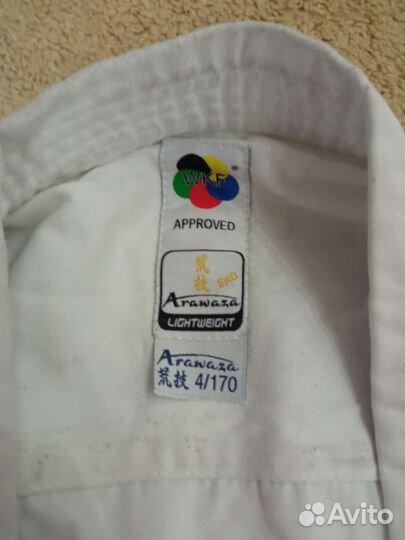 WKF
®
APPROVED
荒
技
EKO
Arawaza
LIGHTWEIGHT
Arawaza
荒技 4/170
Avito